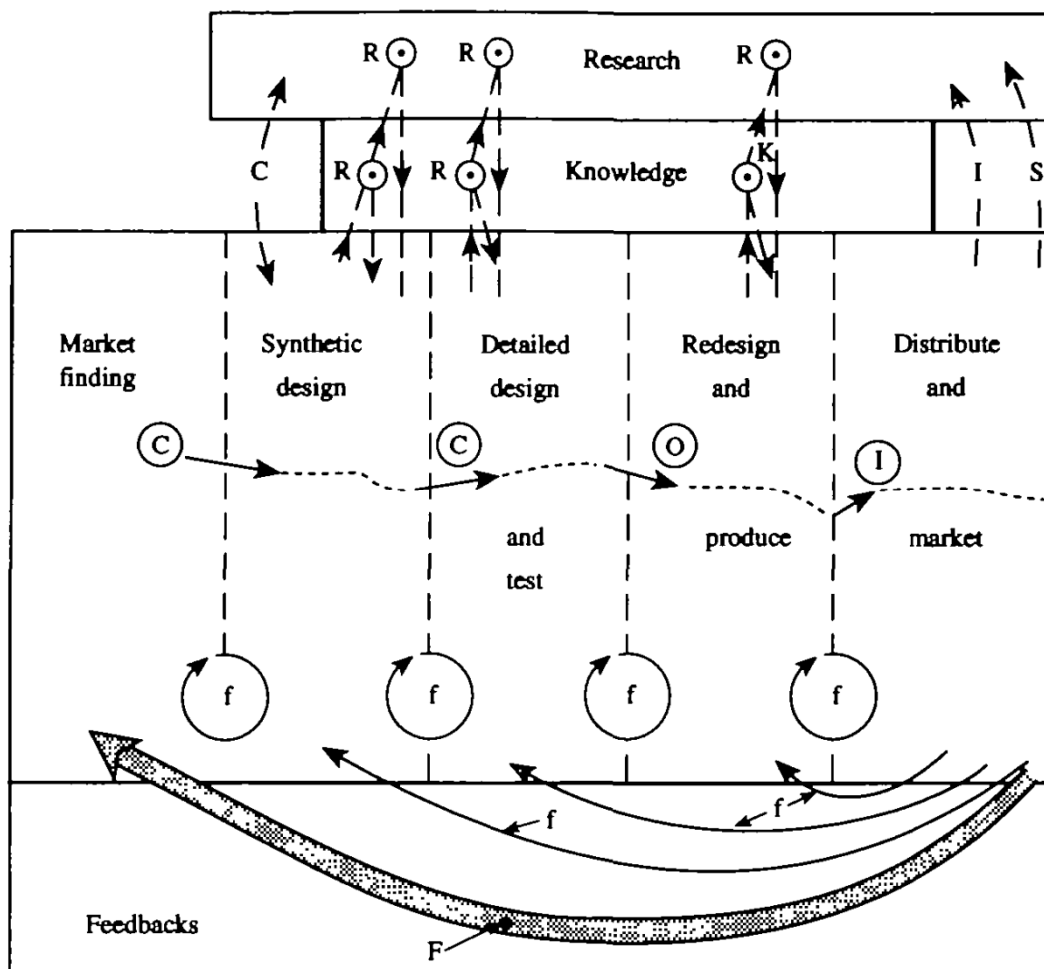 R R Research R
C R R Knowledge K I S
Market Synthetic Detailed Redesign Distribute
finding design design and and
C C O I
and produce market
test
f f f f
f f
Feedbacks
F